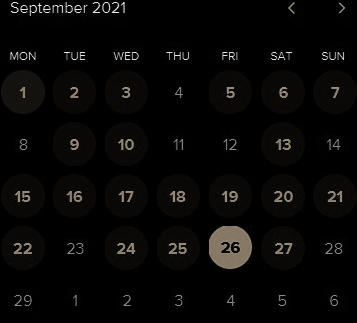 September 2021
MON TUE WED THU FRI SAT SUN
1 2 3 4 5 6 7
8 9 10 11 12 13 14
15 16 17 18 19 20 21
22 23 24 25 26 27 28
29 1 2 3 4 5 6